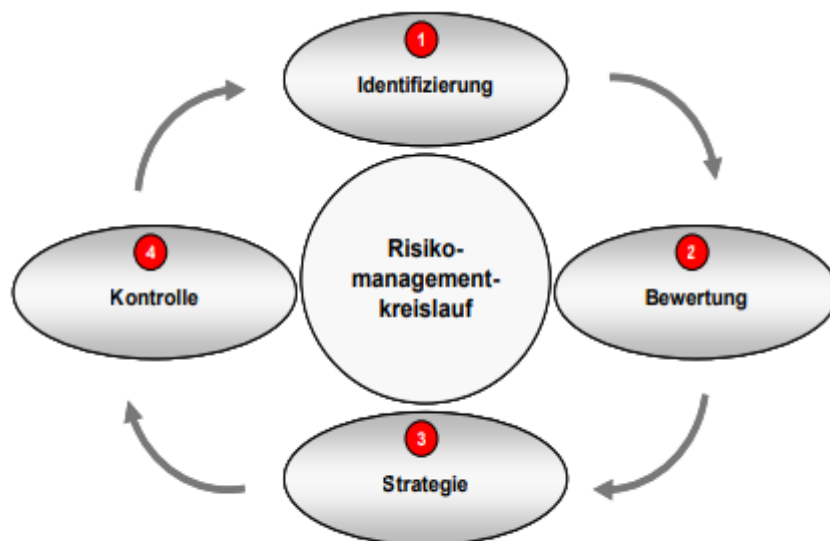 1
Identifizierung
2
Bewertung
3
Strategie
4
Kontrolle
Risiko-
management-
kreislauf